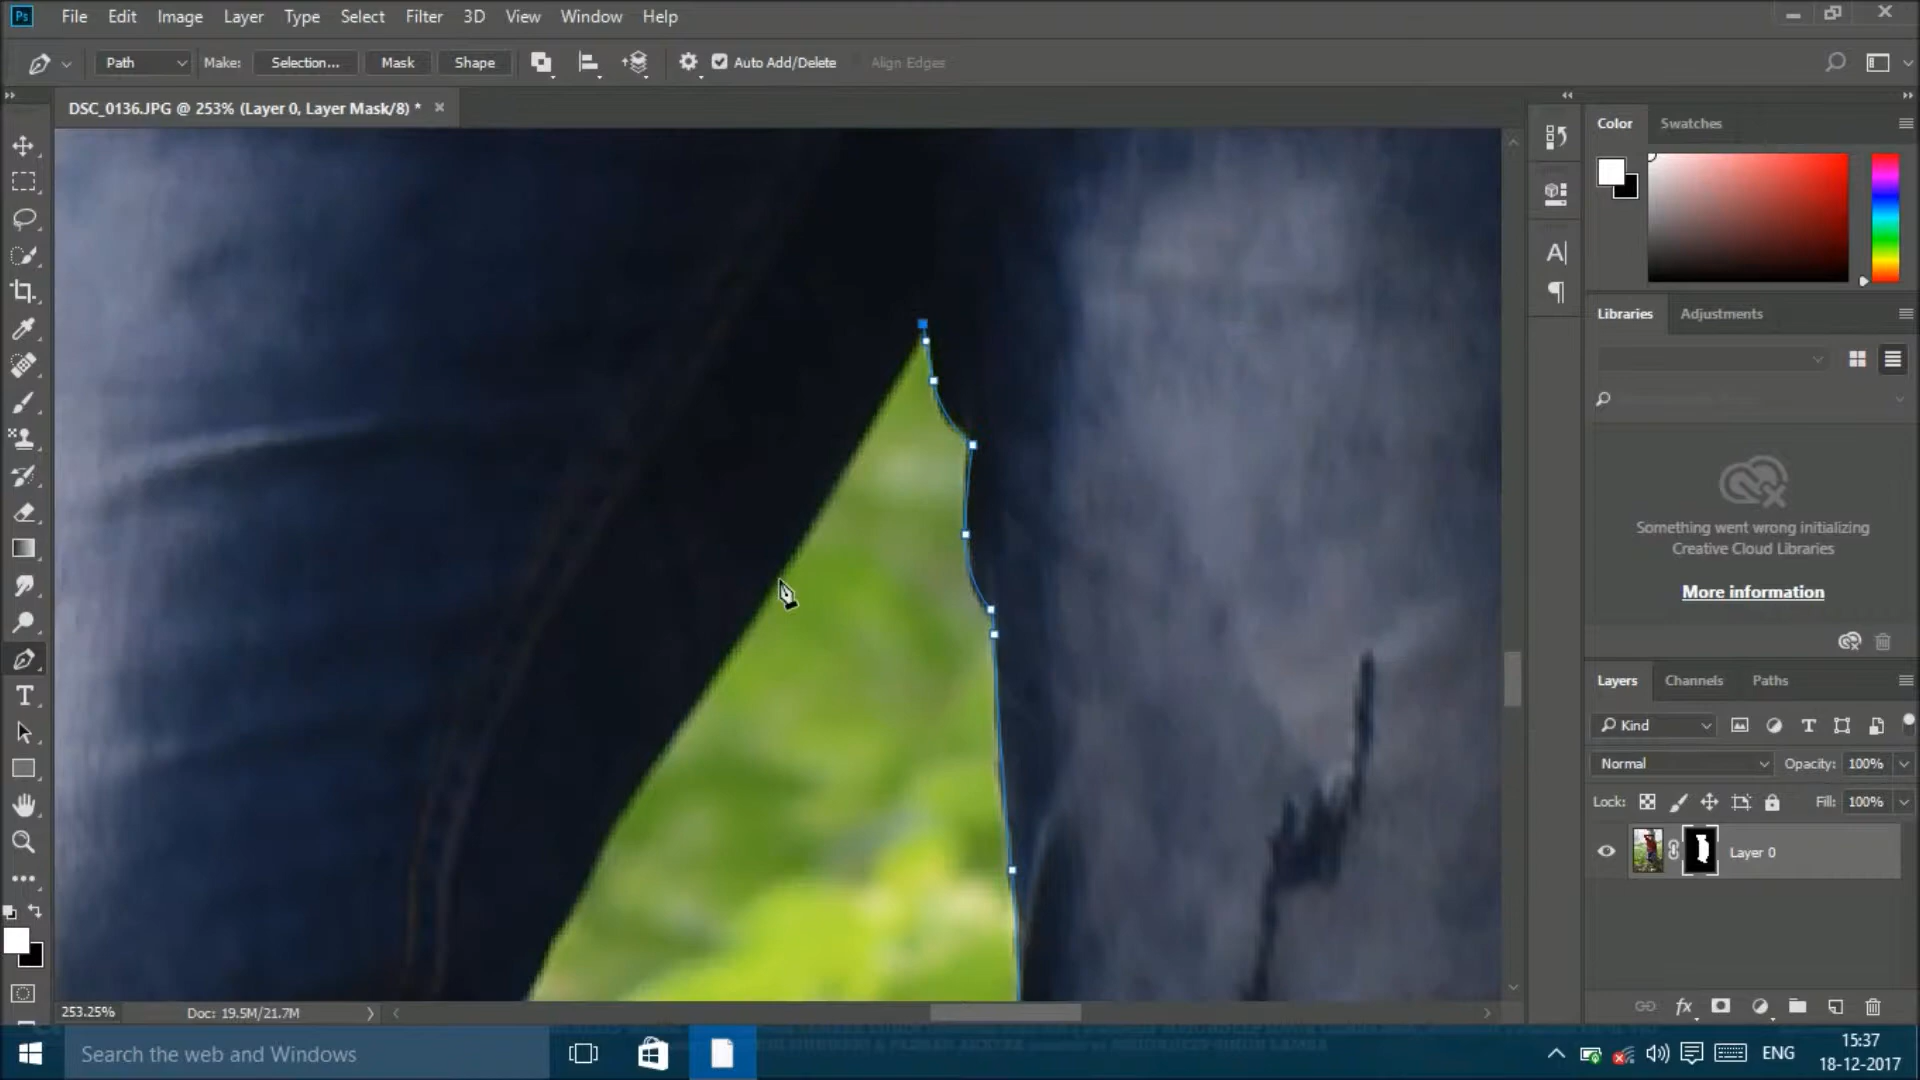 Ps File Edit Image Layer Type Select Filter 3D View Window Help
Path Make: Selection... Mask Shape Auto Add/Delete Align Edges
DSC_0136.JPG @ 253% (Layer 0, Layer Mask/8) *
Color Swatches
Libraries Adjustments
Something went wrong initializing
Creative Cloud Libraries
More information
Layers Channels Paths
Kind
Normal Opacity: 100%
Lock: Fill: 100%
Layer 0
fx
253.25% Doc: 19.5M/21.7M
Search the web and Windows
ENG
15:37
18-12-2017